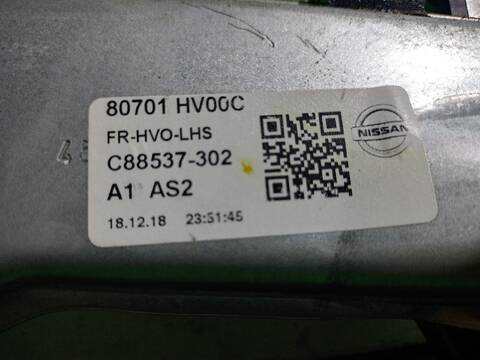 80701 HV00C
FR-HVO-LHS
C88537-302
A1 AS2
18.12.18 23:51:45
NISSAN